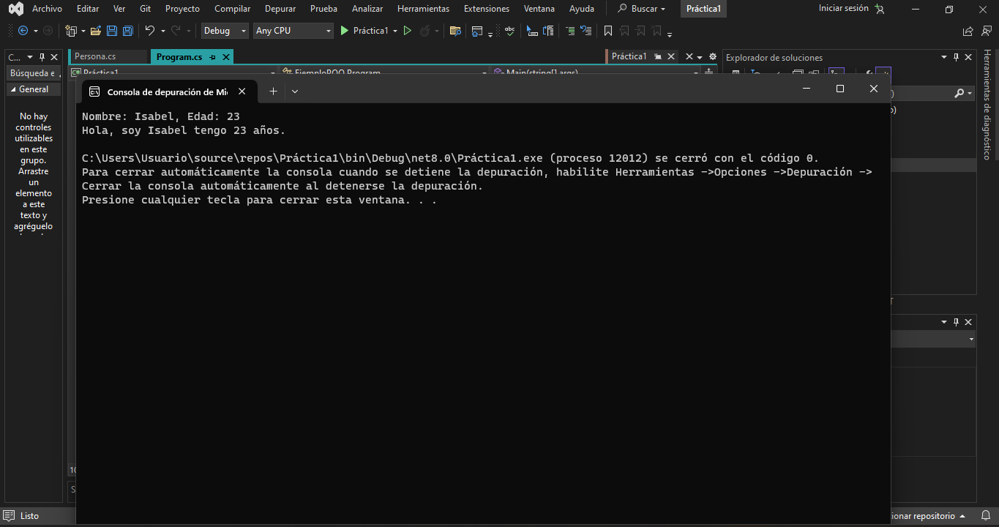 Archivo Editar Ver Git Proyecto Compilar Depurar Prueba Analizar Herramientas Extensiones Ventana Ayuda Buscar Práctica1 Iniciar sesión
Debug Any CPU Práctica1
C... Persona.cs Program.cs Práctica1 Explorador de soluciones
Búsqueda e Práctica1 EjemploPOO.Program Main(string[] args)
General
Consola de depuración de Mi
No hay
controles
utilizables
en este
grupo.
Arrastre
un
elemento
a este
texto y
agréguelo
Nombre: Isabel, Edad: 23
Hola, soy Isabel tengo 23 años.
C:\Users\Usuario\source\repos\Práctica1\bin\Debug\net8.0\Práctica1.exe (proceso 12012) se cerró con el código 0.
Para cerrar automáticamente la consola cuando se detiene la depuración, habilite Herramientas ->Opciones ->Depuración ->
Cerrar la consola automáticamente al detenerse la depuración.
Presione cualquier tecla para cerrar esta ventana. . .
Herramientas de diagnóstico
Listo
ionar repositorio